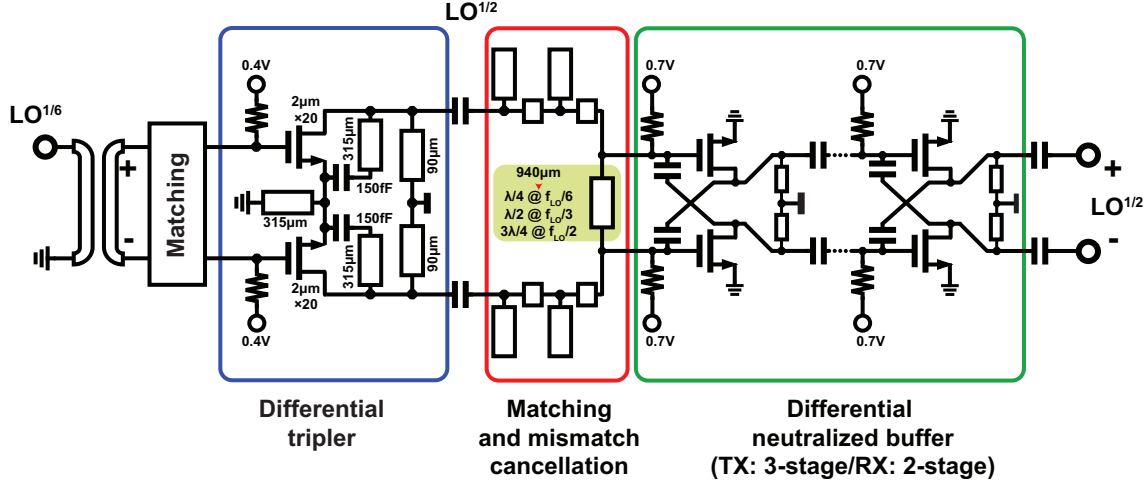 LO1/2
LO1/6
+
-
Matching
0.4V
2µm
×20
315µm
90µm
150fF
315µm
150fF
315µm
90µm
2µm
×20
0.4V
940µm
λ/4 @ fLO/6
λ/2 @ fLO/3
3λ/4 @ fLO/2
0.7V
0.7V
0.7V
0.7V
+
LO1/2
-
Differential
tripler
Matching
and mismatch
cancellation
Differential
neutralized buffer
(TX: 3-stage/RX: 2-stage)